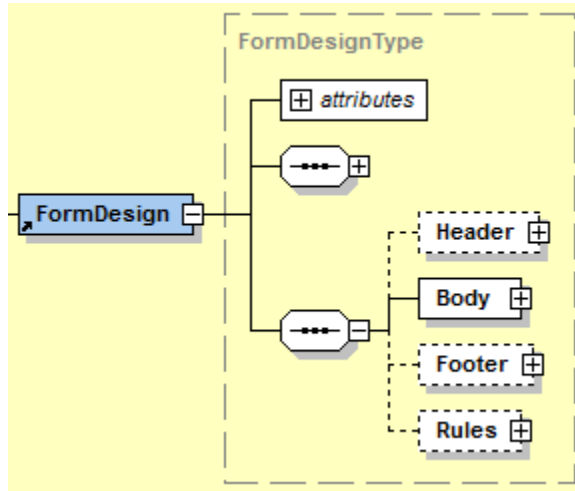 FormDesignType
attributes
FormDesign
Header
Body
Footer
Rules